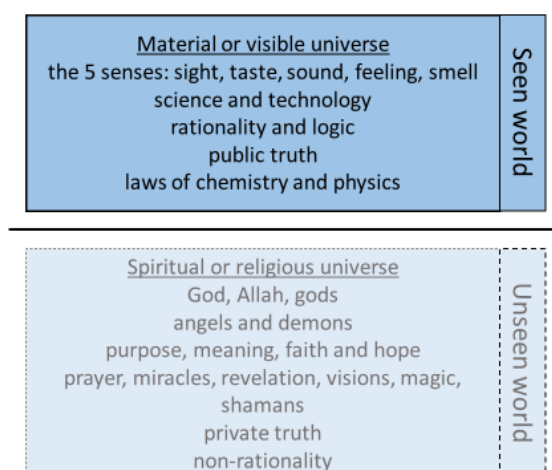 Material or visible universe
the 5 senses: sight, taste, sound, feeling, smell
science and technology
rationality and logic
public truth
laws of chemistry and physics
Seen world
Spiritual or religious universe
God, Allah, gods
angels and demons
purpose, meaning, faith and hope
prayer, miracles, revelation, visions, magic,
shamans
private truth
non-rationality
Unseen world